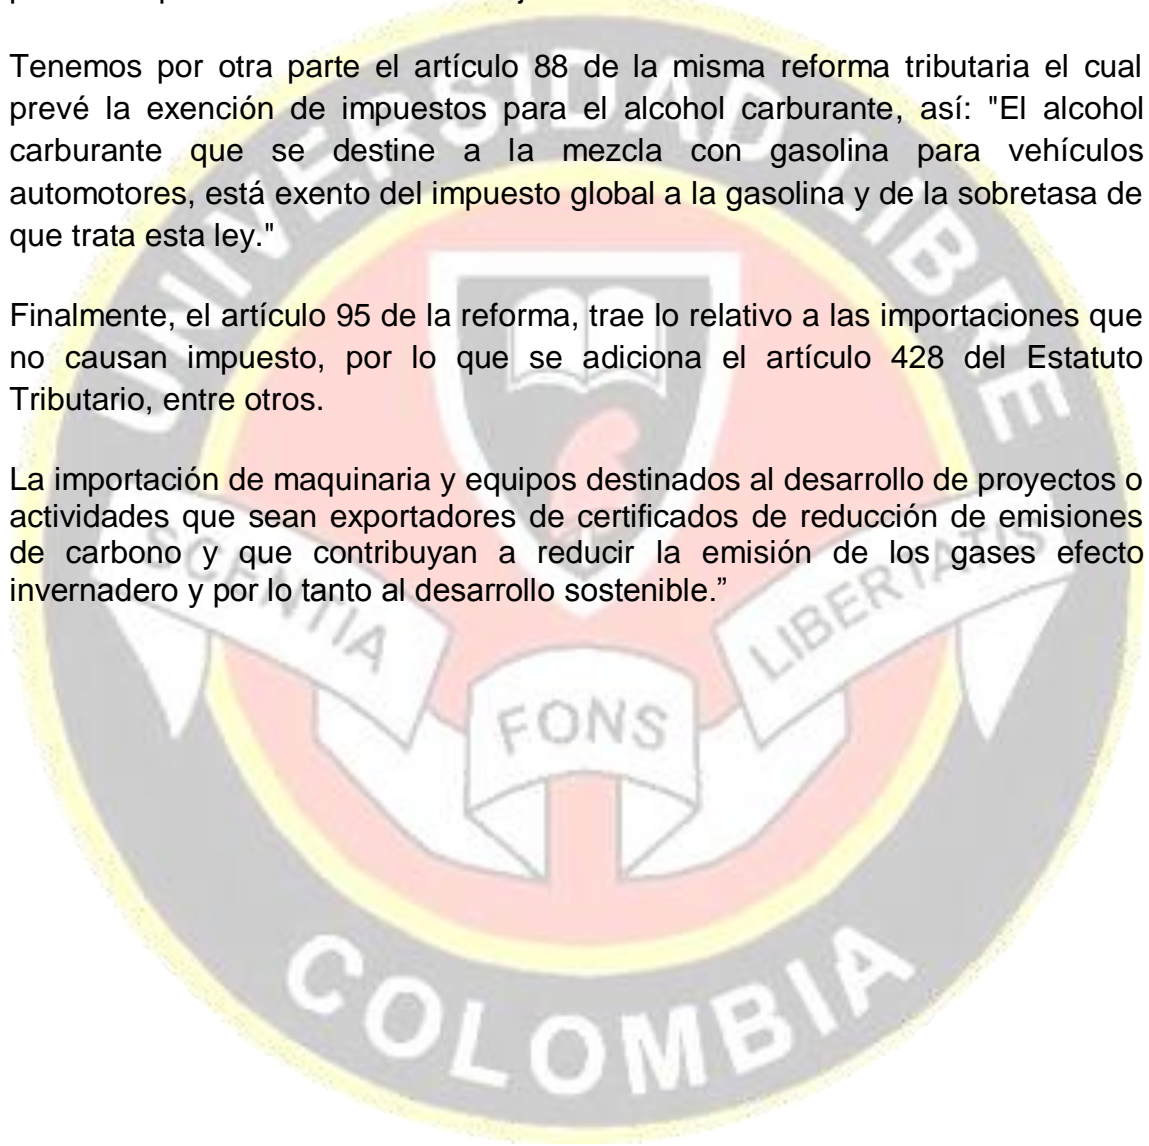 Tenemos por otra parte el artículo 88 de la misma reforma tributaria el cual
prevé la exención de impuestos para el alcohol carburante, así: "El alcohol
carburante que se destine a la mezcla con gasolina para vehículos
automotores, está exento del impuesto global a la gasolina y de la sobretasa de
que trata esta ley."
Finalmente, el artículo 95 de la reforma, trae lo relativo a las importaciones que
no causan impuesto, por lo que se adiciona el artículo 428 del Estatuto
Tributario, entre otros.
La importación de maquinaria y equipos destinados al desarrollo de proyectos o
actividades que sean exportadores de certificados de reducción de emisiones
de carbono y que contribuyan a reducir la emisión de los gases efecto
invernadero y por lo tanto al desarrollo sostenible.”
UNIVERSIDAD LIBRE
SCIENTIA
FONS
LIBERTATIS
COLOMBIA